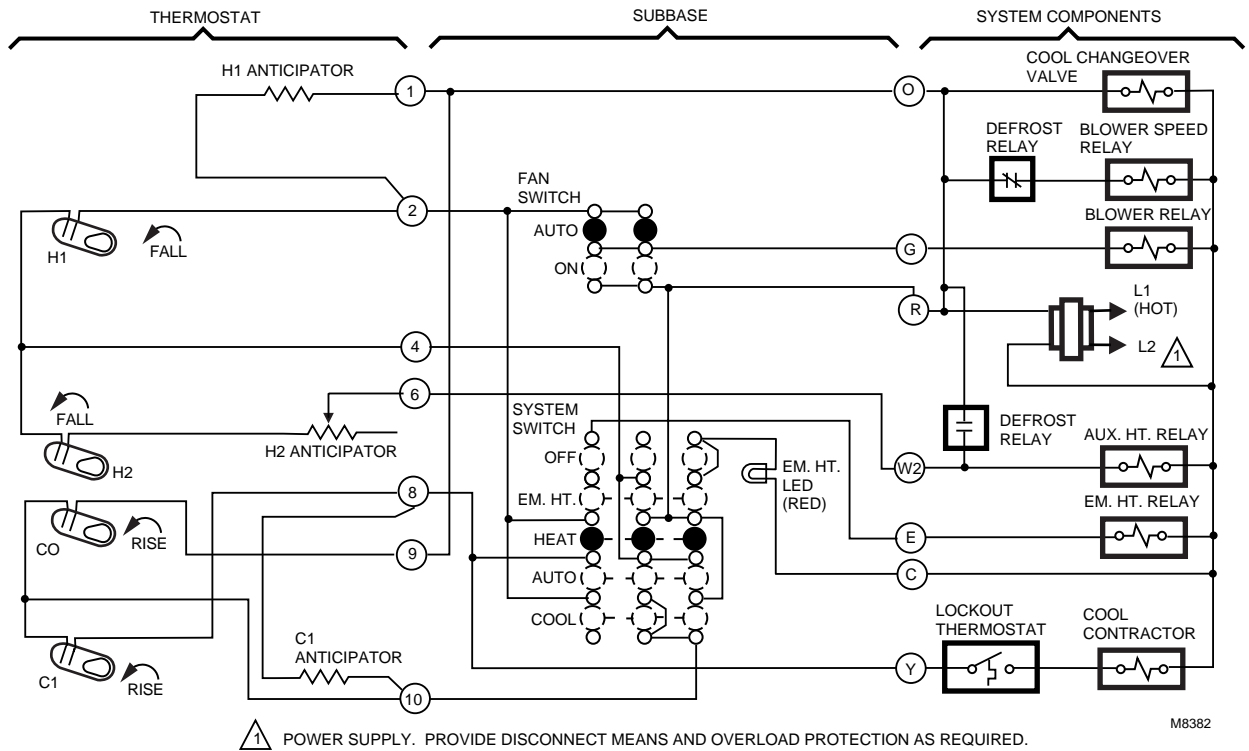 THERMOSTAT
SUBBASE
SYSTEM COMPONENTS
H1 ANTICIPATOR
1
O
COOL CHANGEOVER
VALVE
DEFROST
RELAY
BLOWER SPEED
RELAY
FAN
SWITCH
2
AUTO
BLOWER RELAY
H1
FALL
ON
G
R
L1
(HOT)
L2
1
4
6
FALL
H2 ANTICIPATOR
H2
SYSTEM
SWITCH
OFF
EM. HT.
HEAT
AUTO
COOL
EM. HT.
LED
(RED)
DEFROST
RELAY
W2
AUX. HT. RELAY
EM. HT. RELAY
8
CO
RISE
9
E
C
C1
ANTICIPATOR
LOCKOUT
THERMOSTAT
COOL
CONTRACTOR
Y
C1
RISE
10
M8382
1 POWER SUPPLY. PROVIDE DISCONNECT MEANS AND OVERLOAD PROTECTION AS REQUIRED.